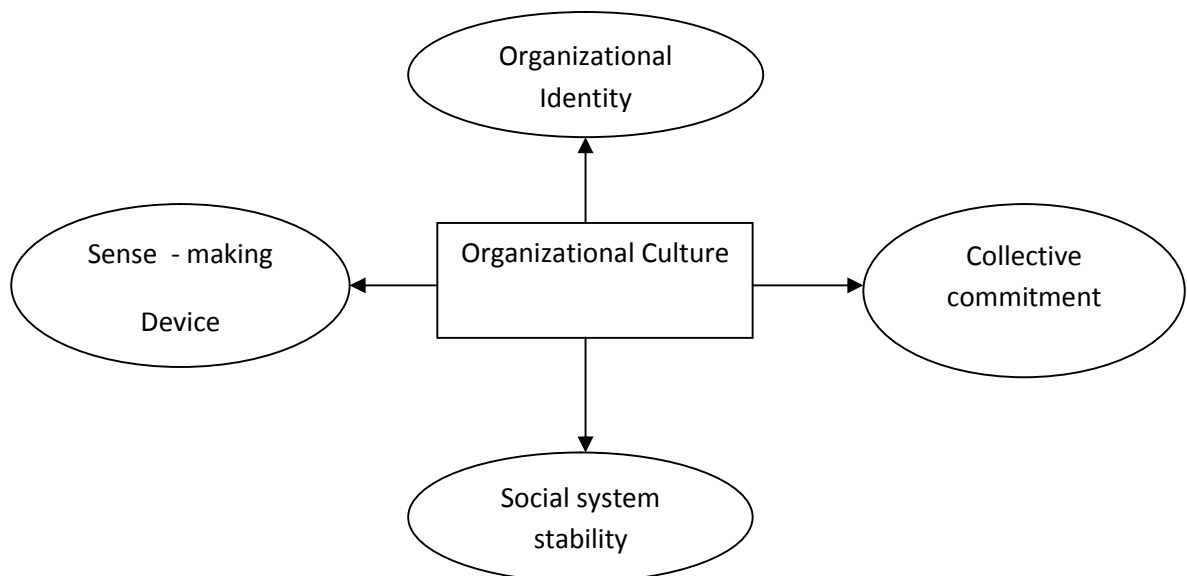 Organizational
Identity
Sense - making
Device
Organizational Culture
Collective
commitment
Social system
stability